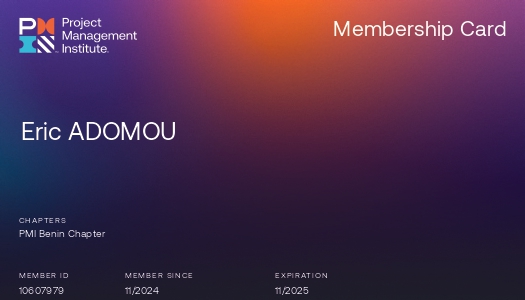 Project
Management
Institute.
Membership Card
Eric ADOMOU
CHAPTERS
PMI Benin Chapter
MEMBER ID MEMBER SINCE EXPIRATION
10607979 11/2024 11/2025